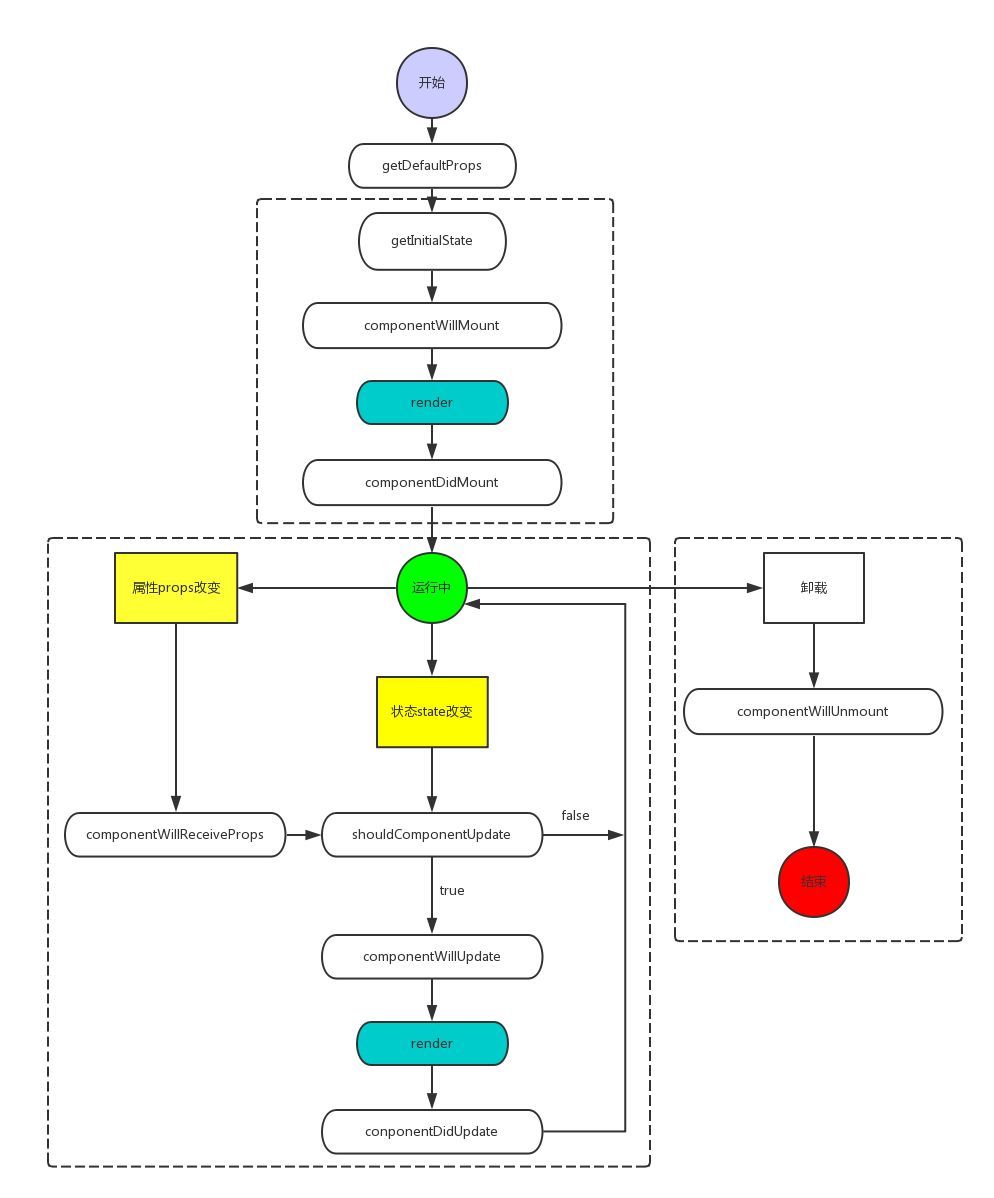 开始
getDefaultProps
getInitialState
componentWillMount
render
componentDidMount
属性props改变
运行中
卸载
状态state改变
componentWillUnmount
componentWillReceiveProps
shouldComponentUpdate
false
true
结束
componentWillUpdate
render
conponentDidUpdate